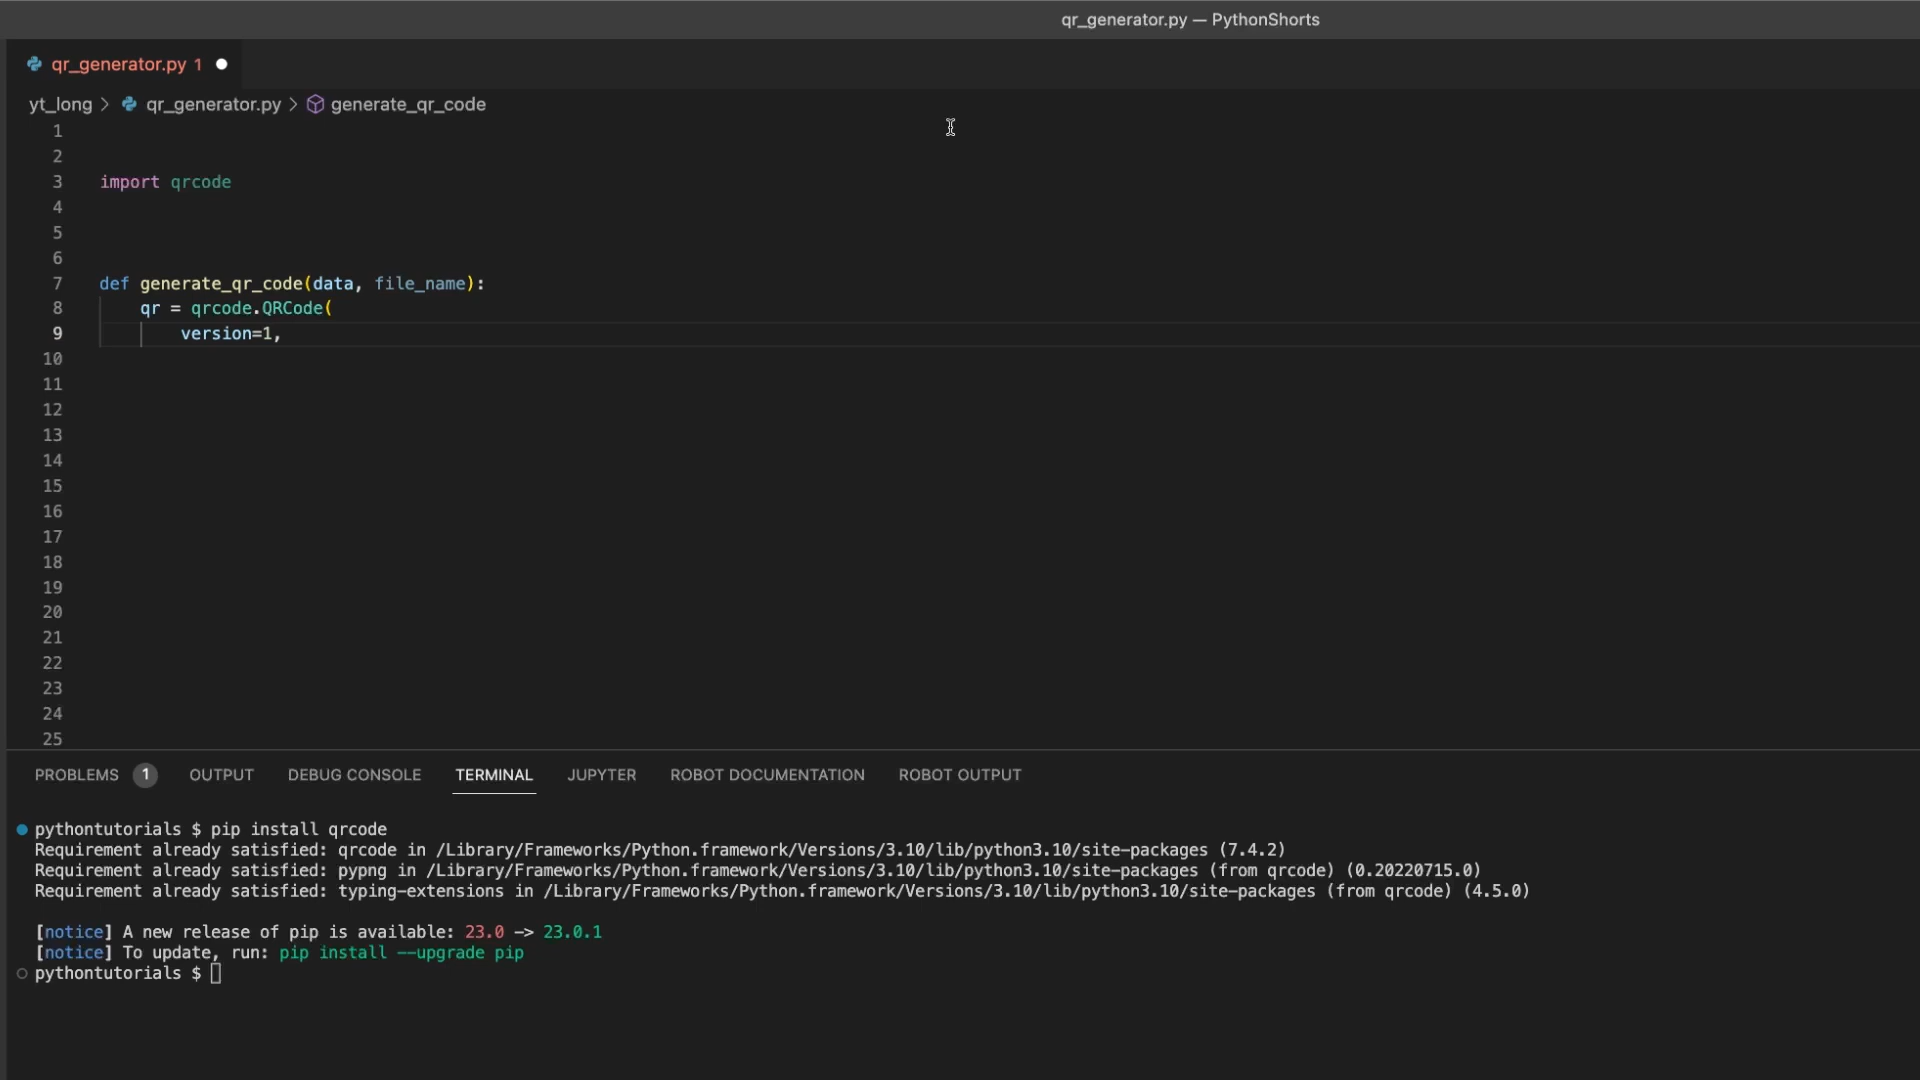 qr_generator.py — PythonShorts
qr_generator.py 1
yt_long > qr_generator.py > generate_qr_code
1
2
3 import qrcode
4
5
6
7 def generate_qr_code(data, file_name):
8 qr = qrcode.QRCode(
9 version=1,
10
11
12
13
14
15
16
17
18
19
20
21
22
23
24
25
PROBLEMS 1 OUTPUT DEBUG CONSOLE TERMINAL JUPYTER ROBOT DOCUMENTATION ROBOT OUTPUT
pythontutorials $ pip install qrcode
Requirement already satisfied: qrcode in /Library/Frameworks/Python.framework/Versions/3.10/lib/python3.10/site-packages (7.4.2)
Requirement already satisfied: pypng in /Library/Frameworks/Python.framework/Versions/3.10/lib/python3.10/site-packages (from qrcode) (0.20220715.0)
Requirement already satisfied: typing-extensions in /Library/Frameworks/Python.framework/Versions/3.10/lib/python3.10/site-packages (from qrcode) (4.5.0)
[notice] A new release of pip is available: 23.0 -> 23.0.1
[notice] To update, run: pip install --upgrade pip
pythontutorials $